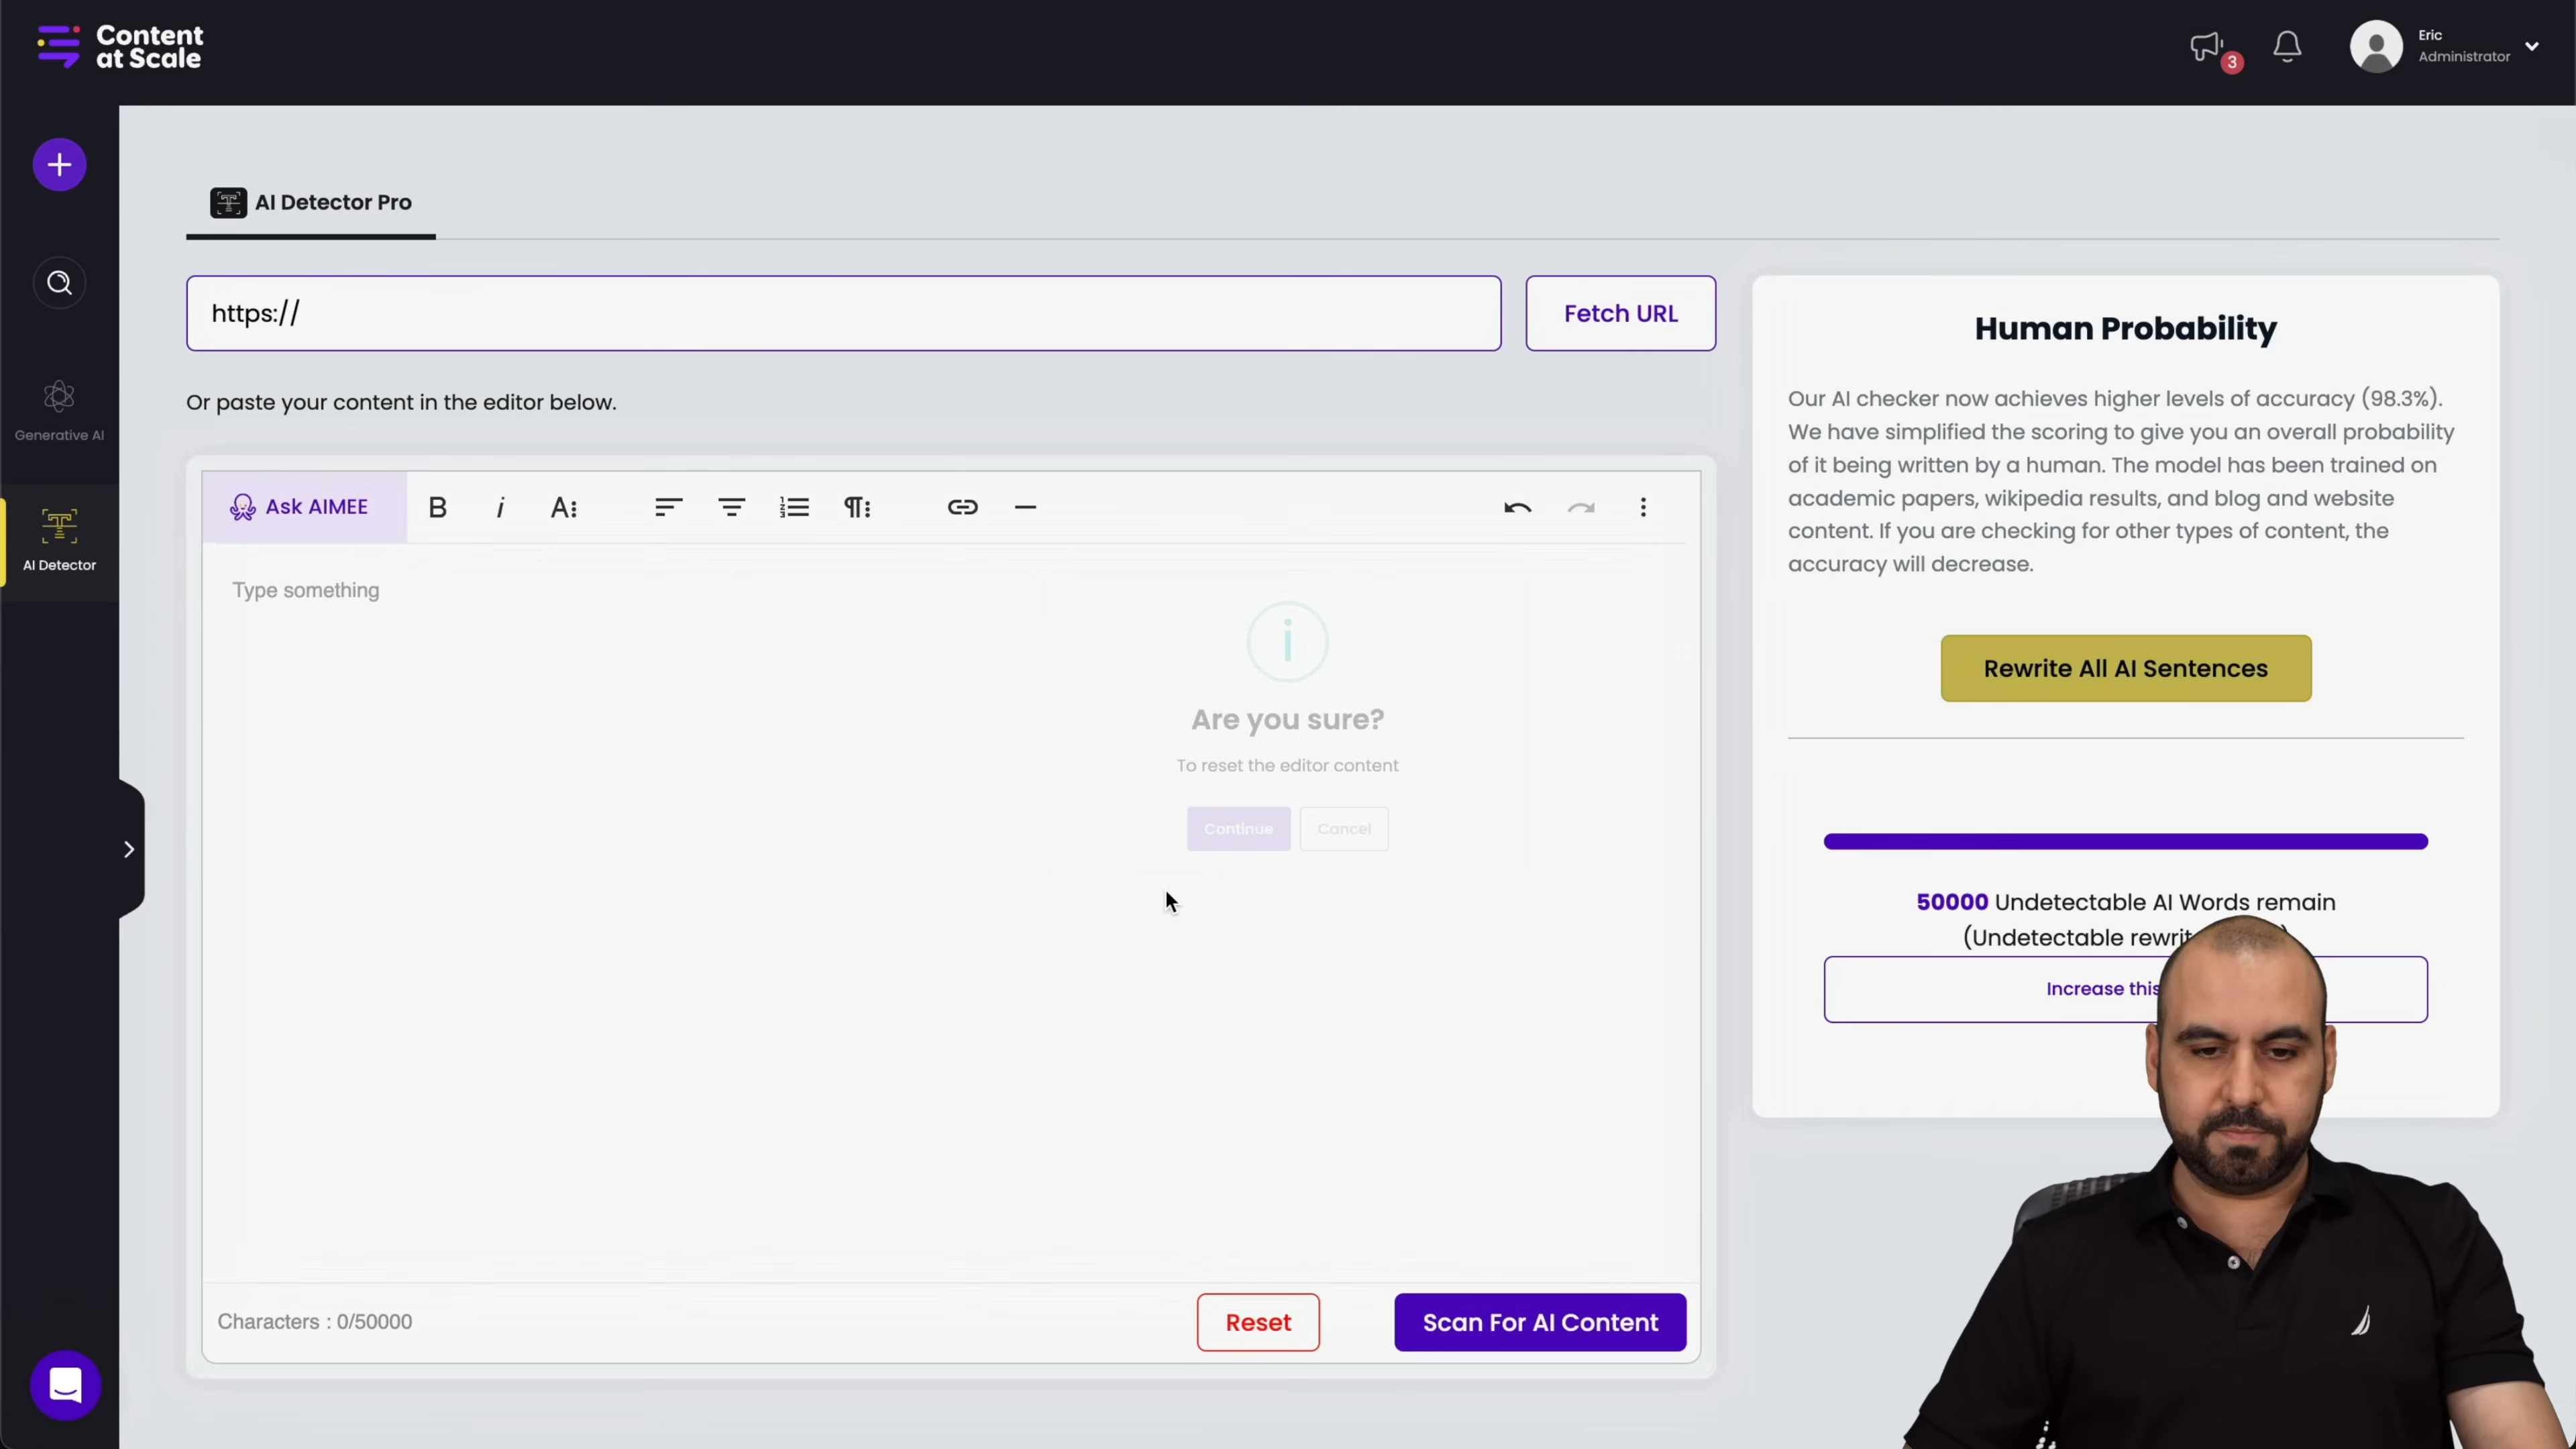 Content
at Scale
3
Eric
Administrator
AI Detector Pro
https://
Fetch URL
Or paste your content in the editor below.
Generative AI
AI Detector
Ask AIMEE
B
i
A
Type something
i
Are you sure?
To reset the editor content
Continue
Cancel
Characters : 0/50000
Reset
Scan For AI Content
Human Probability
Our AI checker now achieves higher levels of accuracy (98.3%).
We have simplified the scoring to give you an overall probability
of it being written by a human. The model has been trained on
academic papers, wikipedia results, and blog and website
content. If you are checking for other types of content, the
accuracy will decrease.
Rewrite All AI Sentences
50000 Undetectable AI Words remain
(Undetectable
Increase this